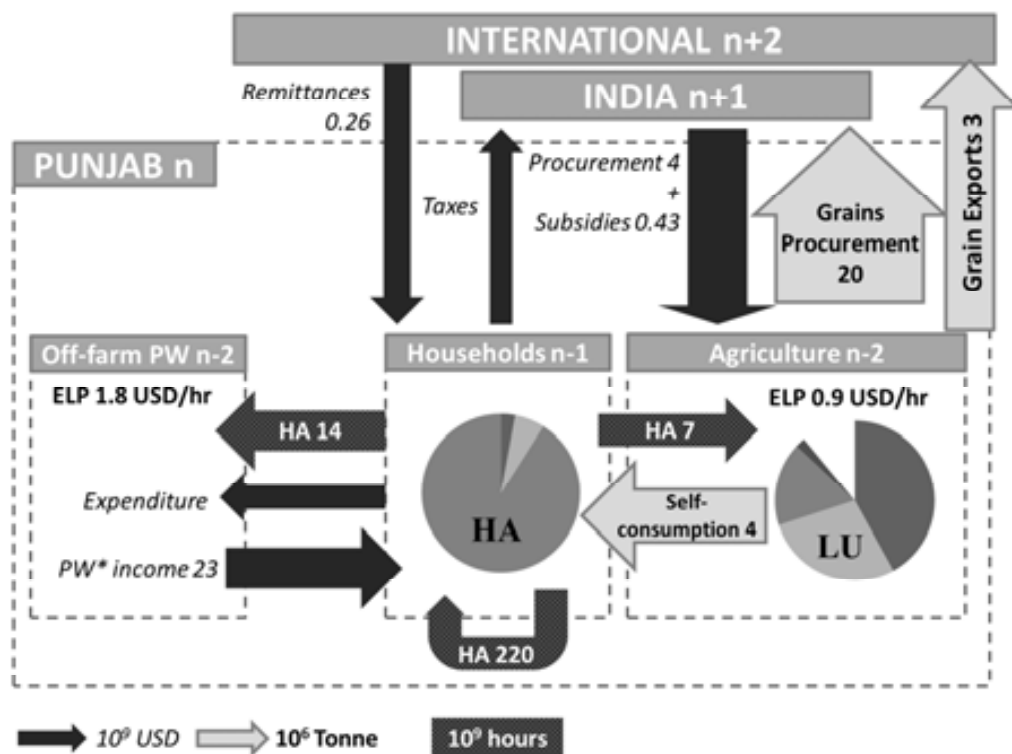 INTERNATIONAL n+2
Remittances
0.26
INDIA n+1
PUNJAB n
Taxes
Procurement 4
+
Subsidies 0.43
Grains
Procurement
20
Grain Exports 3
Off-farm PW n-2
Households n-1
Agriculture n-2
ELP 1.8 USD/hr
ELP 0.9 USD/hr
HA 14
HA 7
Expenditure
Self-
consumption 4
HA
LU
PW* income 23
HA 220
10⁹ USD
10⁶ Tonne
10⁹ hours